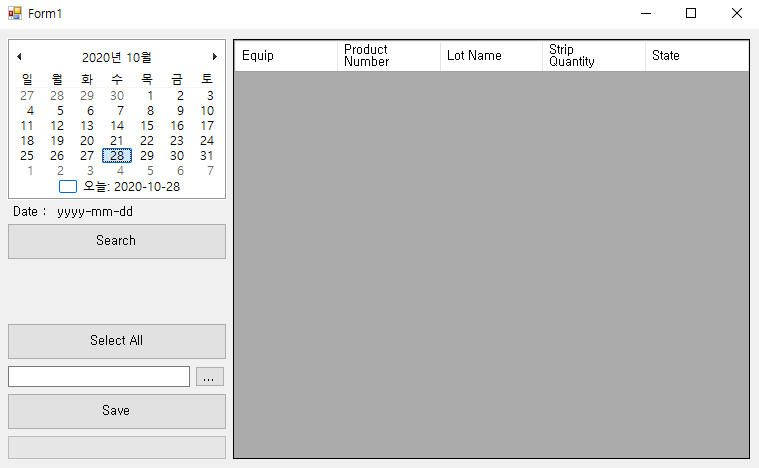 Form1
2020년 10월
일 월 화 수 목 금 토
27 28 29 30 1 2 3
4 5 6 7 8 9 10
11 12 13 14 15 16 17
18 19 20 21 22 23 24
25 26 27 28 29 30 31
1 2 3 4 5 6 7
오늘: 2020-10-28
Date : yyyy-mm-dd
Search
Select All
...
Save
Equip
Product
Number
Lot Name
Strip
Quantity
State